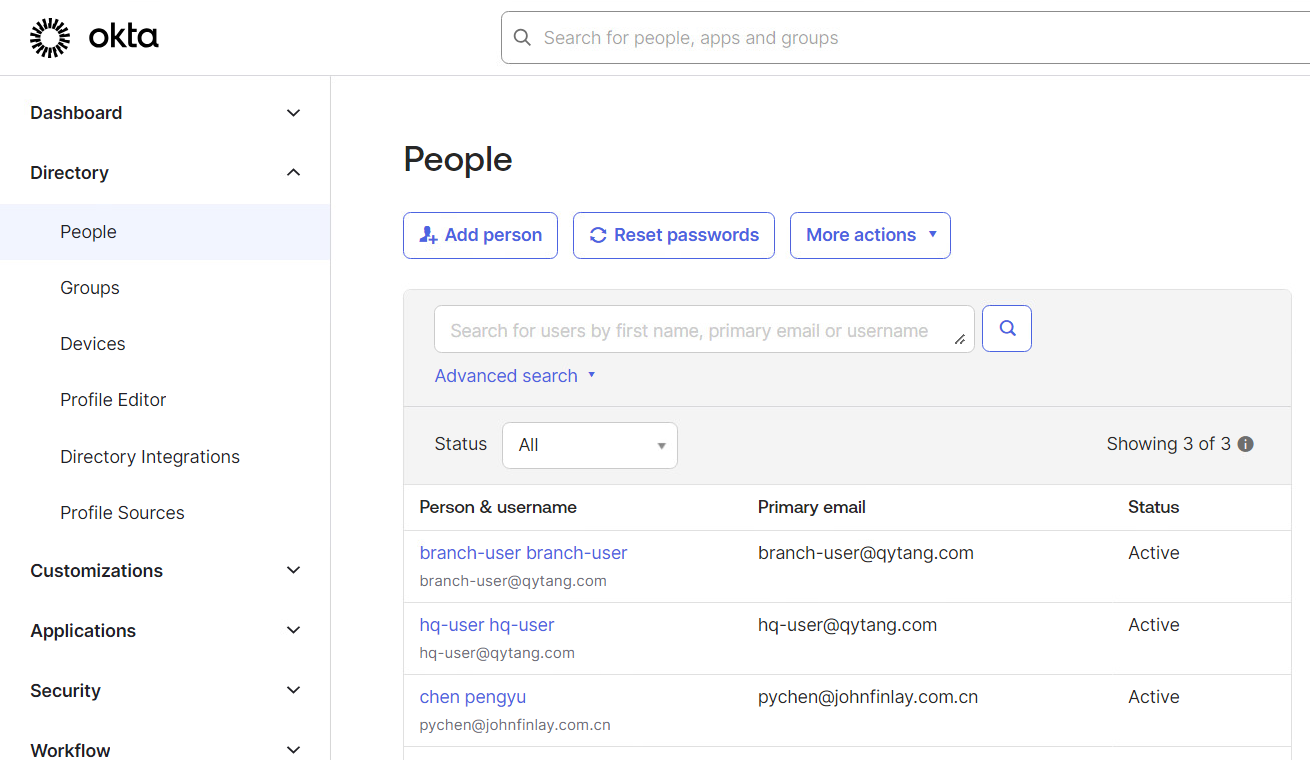 okta
Search for people, apps and groups
Dashboard
Directory
People
Groups
Devices
Profile Editor
Directory Integrations
Profile Sources
Customizations
Applications
Security
Workflow
People
Add person
Reset passwords
More actions
Search for users by first name, primary email or username
Advanced search
Status All Showing 3 of 3
Person & username Primary email Status
branch-user branch-user branch-user@qytang.com Active
branch-user@qytang.com
hq-user hq-user hq-user@qytang.com Active
hq-user@qytang.com
chen pengyu pychen@johnfinlay.com.cn Active
pychen@johnfinlay.com.cn